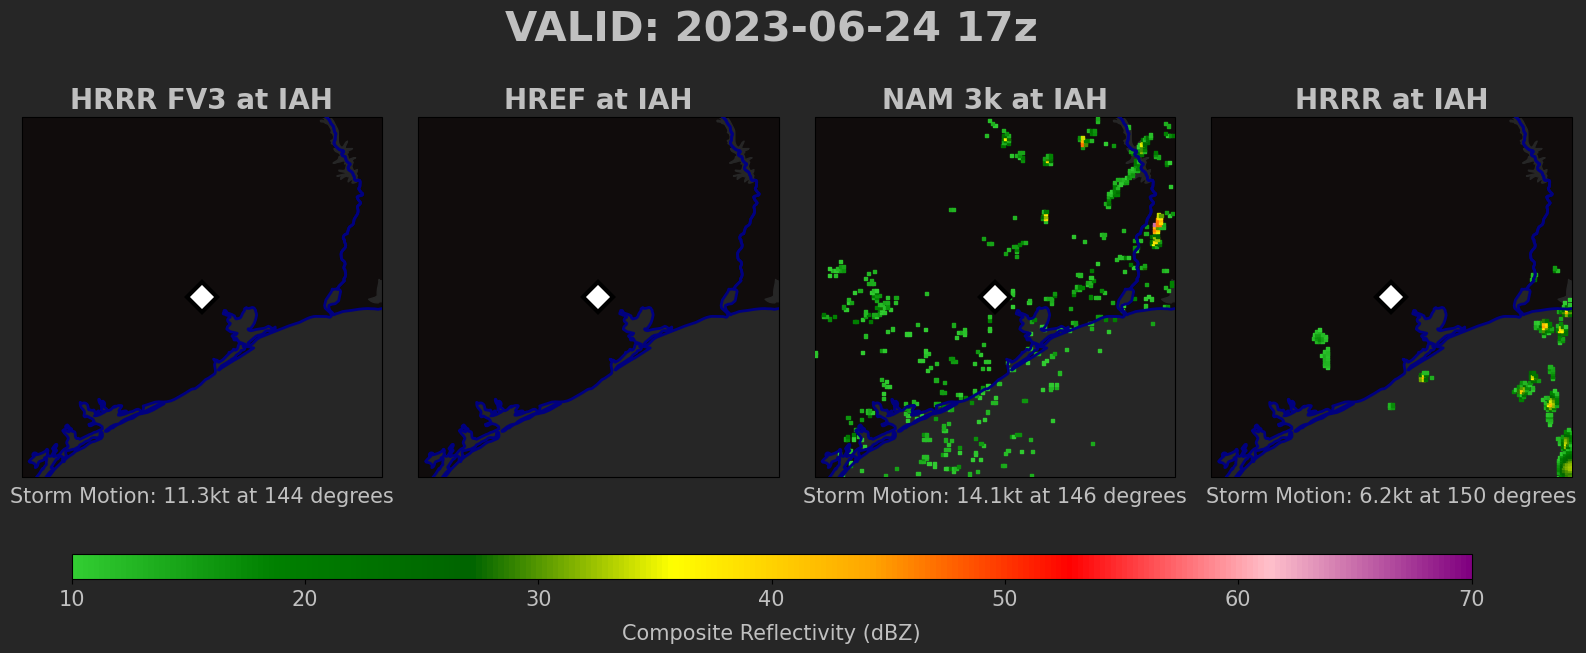 VALID: 2023-06-24 17z
HRRR FV3 at IAH
HREF at IAH
NAM 3k at IAH
HRRR at IAH
Storm Motion: 11.3kt at 144 degrees
Storm Motion: 14.1kt at 146 degrees
Storm Motion: 6.2kt at 150 degrees
10 20 30 40 50 60 70
Composite Reflectivity (dBZ)